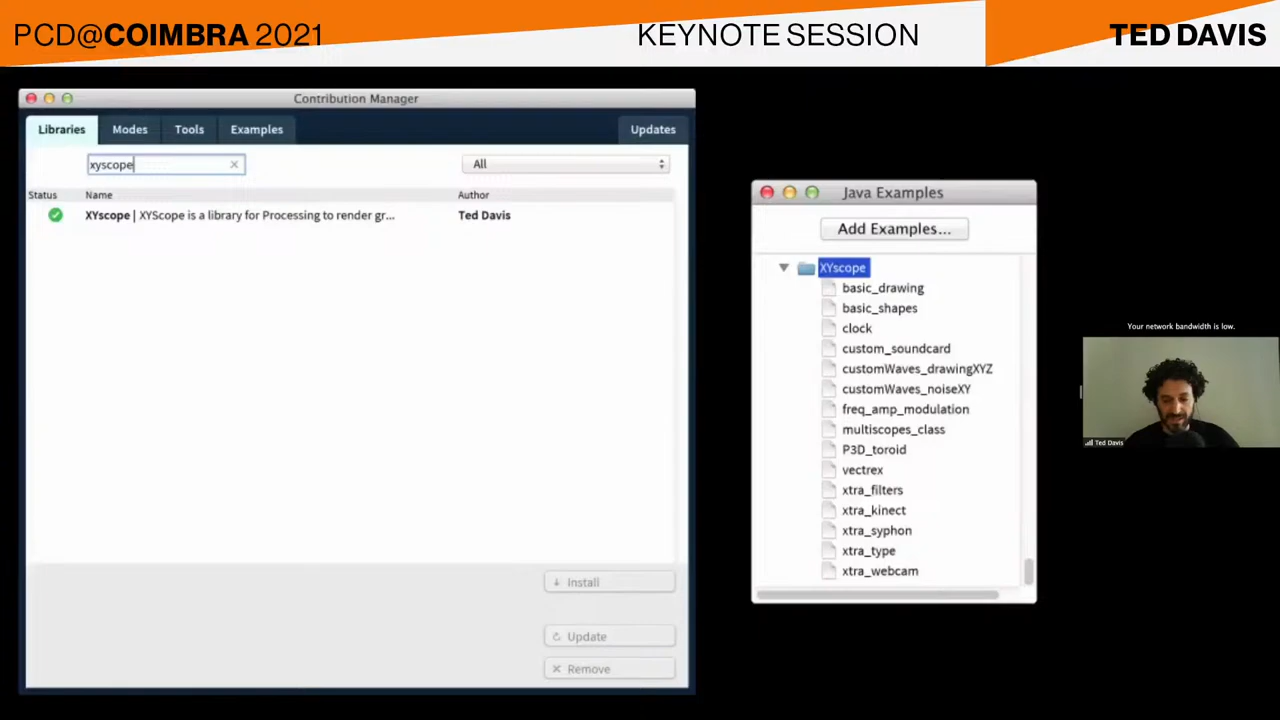 PCD@COIMBRA 2021
KEYNOTE SESSION
TED DAVIS
Contribution Manager
Libraries
Modes
Tools
Examples
Updates
xyscope
All
Status
Name
Author
XYscope | XYScope is a library for Processing to render gr...
Ted Davis
Install
Update
Remove
Java Examples
Add Examples...
XYscope
basic_drawing
basic_shapes
clock
custom_soundcard
customWaves_drawingXYZ
customWaves_noiseXY
freq_amp_modulation
multiscopes_class
P3D_toroid
vectrex
xtra_filters
xtra_kinect
xtra_syphon
xtra_type
xtra_webcam
Your network bandwidth is low.
Ted Davis